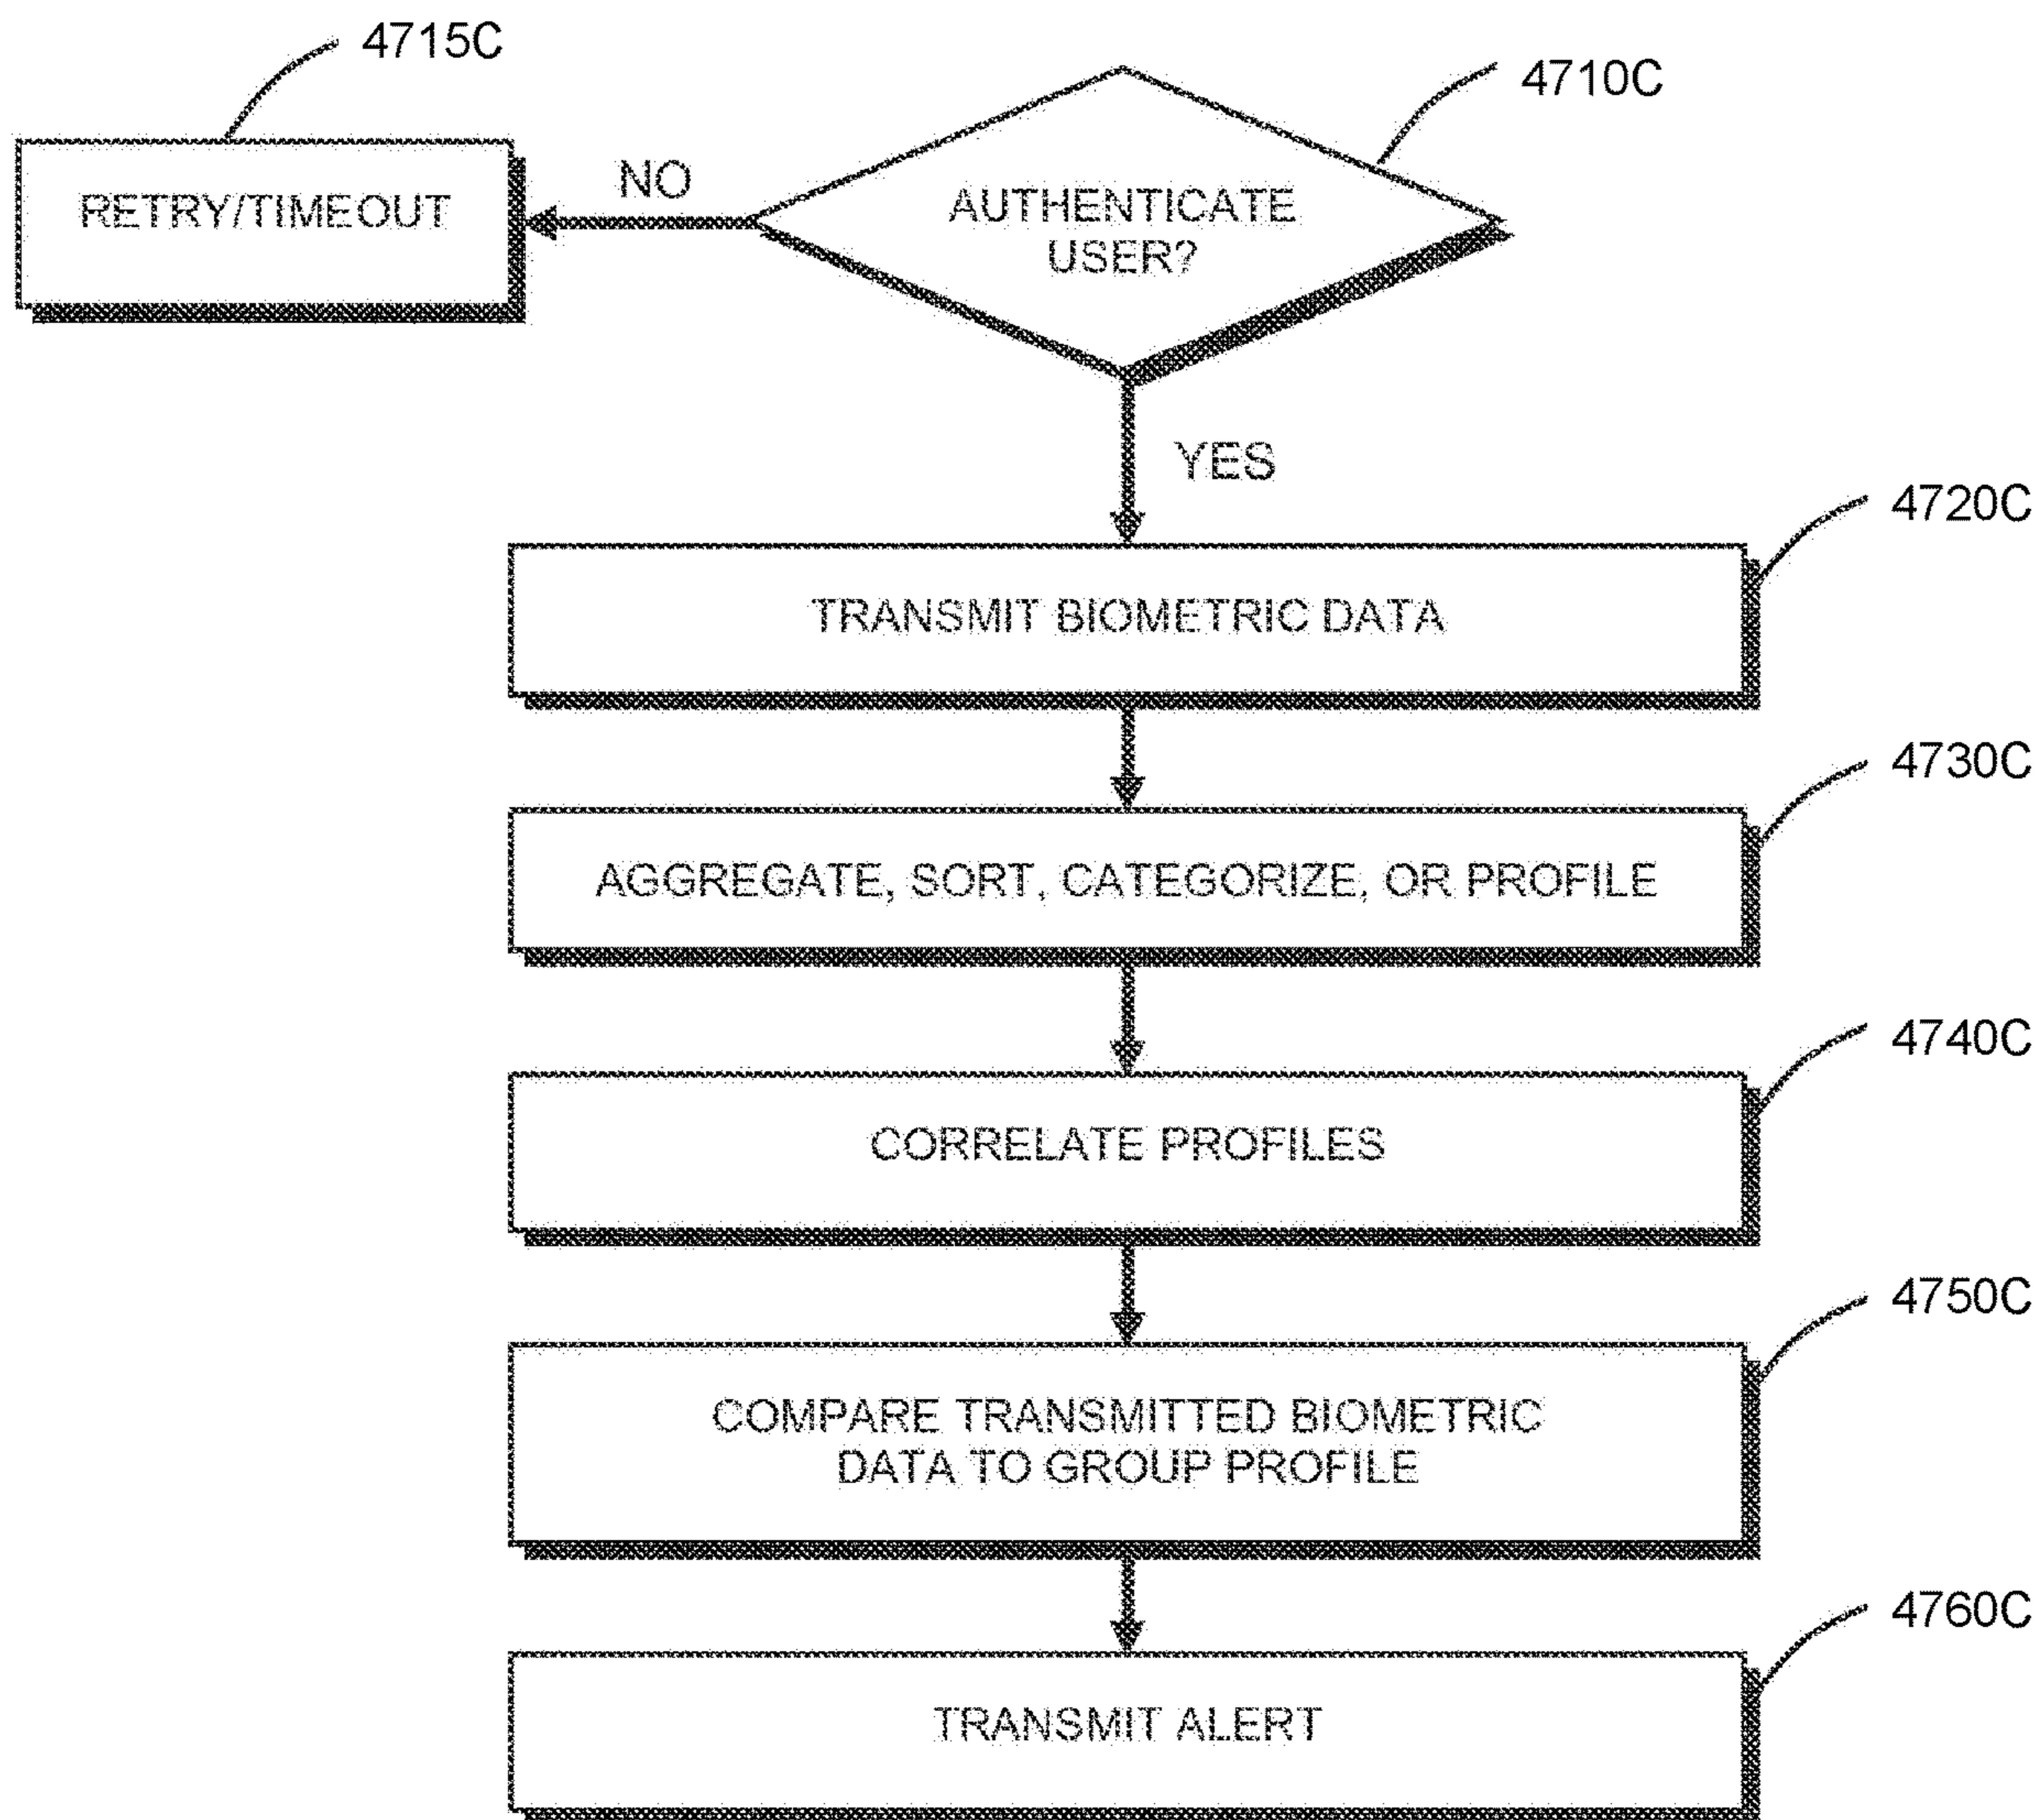 4715C
4710C
RETRY/TIMEOUT
NO
AUTHENTICATE
USER?
YES
4720C
TRANSMIT BIOMETRIC DATA
4730C
AGGREGATE, SORT, CATEGORIZE, OR PROFILE
4740C
CORRELATE PROFILES
4750C
COMPARE TRANSMITTED BIOMETRIC
DATA TO GROUP PROFILE
4760C
TRANSMIT ALERT